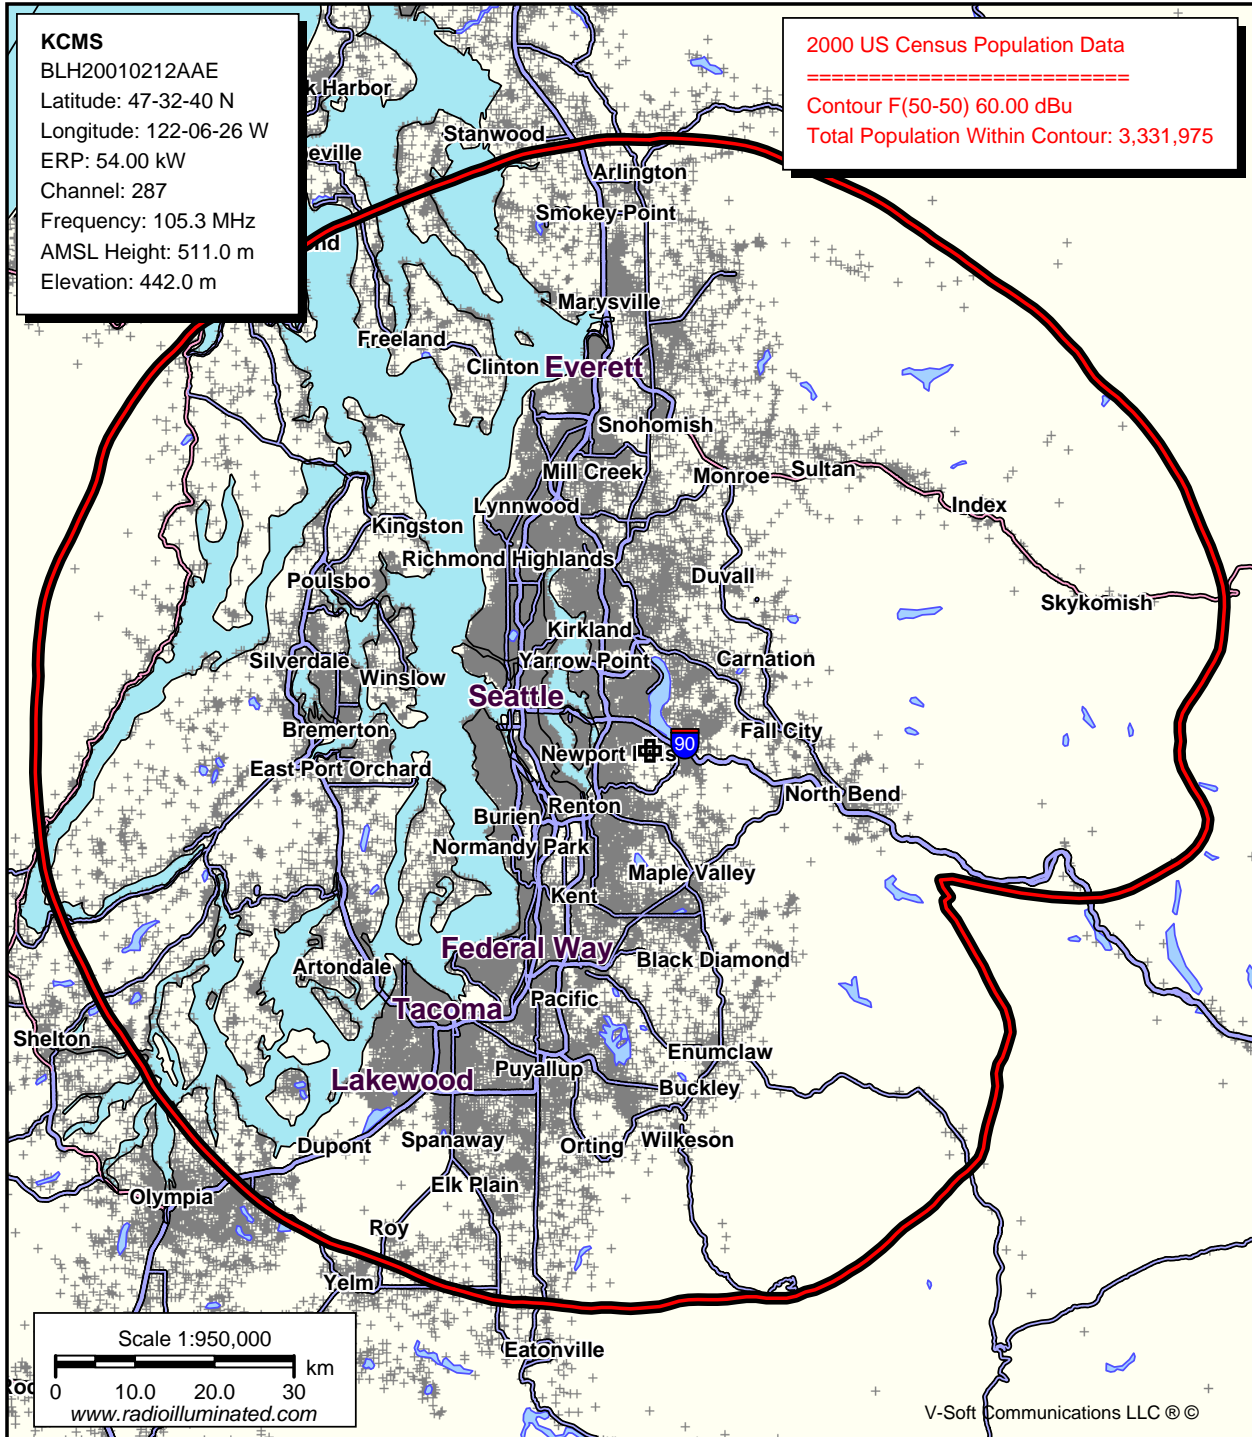 KCMS
BLH20010212AAE
Latitude: 47-32-40 N
Longitude: 122-06-26 W
ERP: 54.00 kW
Channel: 287
Frequency: 105.3 MHz
AMSL Height: 511.0 m
Elevation: 442.0 m
2000 US Census Population Data
==========================
Contour F(50-50) 60.00 dBu
Total Population Within Contour: 3,331,975
k Harbor
Stanwood
eville
Arlington
Smokey Point
nd
Marysville
Freeland
Clinton
Everett
Snohomish
Mill Creek
Monroe
Sultan
Index
Lynnwood
Kingston
Richmond Highlands
Poulsbo
Duvall
Skykomish
Kirkland
Silverdale
Yarrow Point
Carnation
Winslow
Seattle
Bremerton
Fall City
90
Newport
East Port Orchard
North Bend
Renton
Burien
Normandy Park
Maple Valley
Kent
Federal Way
Black Diamond
Artondale
Pacific
Tacoma
Shelton
Enumclaw
Puyallup
Lakewood
Buckley
Dupont
Spanaway
Orting
Wilkeson
Elk Plain
Olympia
Roy
Yelm
Eatonville
Scale 1:950,000
km
0 10.0 20.0 30
www.radioilluminated.com
V-Soft Communications LLC ® ©